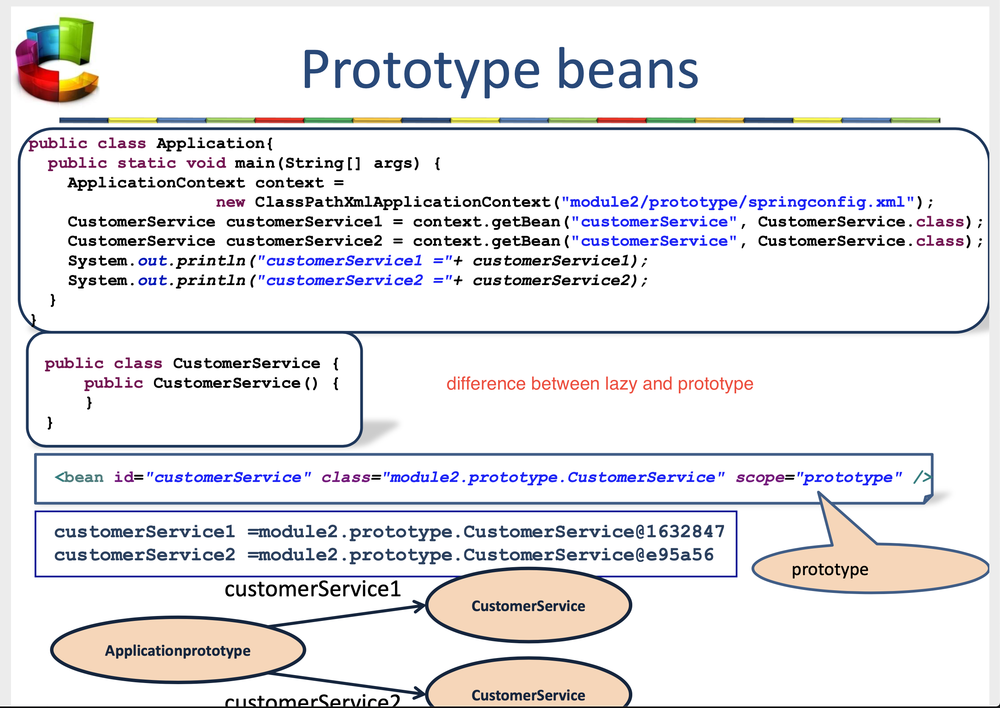 Prototype beans
public class Application{
public static void main(String[] args) {
ApplicationContext context =
new ClassPathXmlApplicationContext("module2/prototype/springconfig.xml");
CustomerService customerService1 = context.getBean("customerService", CustomerService.class);
CustomerService customerService2 = context.getBean("customerService", CustomerService.class);
System.out.println("customerService1 ="+ customerService1);
System.out.println("customerService2 ="+ customerService2);
}
}
public class CustomerService {
public CustomerService() {
}
}
difference between lazy and prototype
<bean id="customerService" class="module2.prototype.CustomerService" scope="prototype" />
customerService1 =module2.prototype.CustomerService@1632847
customerService2 =module2.prototype.CustomerService@e95a56
prototype
customerService1
CustomerService
Applicationprototype
customerService2
CustomerService